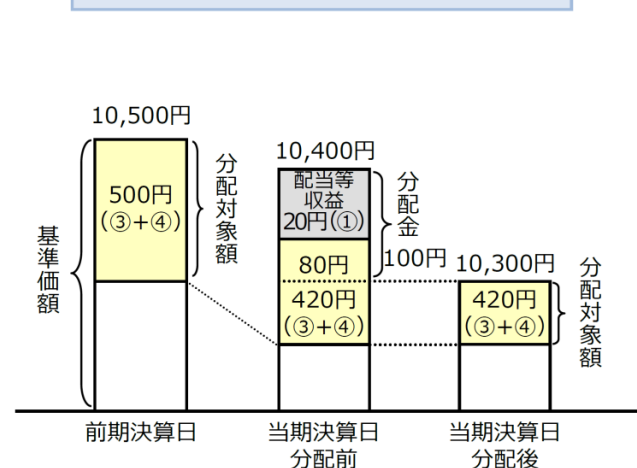 10,500円
500円
(③+④)
分配対象額
基準価額
前期決算日
10,400円
配当等
収益
20円(①)
80円
420円
(③+④)
分配金
100円
当期決算日
分配前
10,300円
420円
(③+④)
分配対象額
当期決算日
分配後